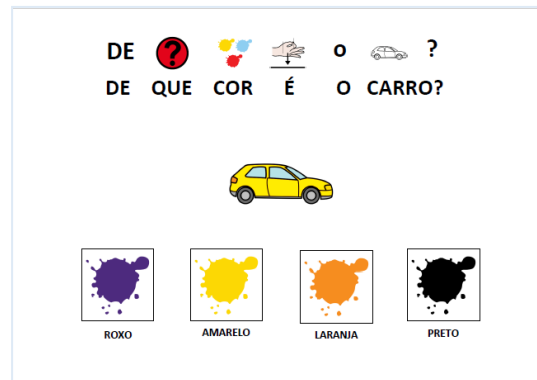 DE ? o ?
DE QUE COR É O CARRO?
ROXO AMARELO LARANJA PRETO